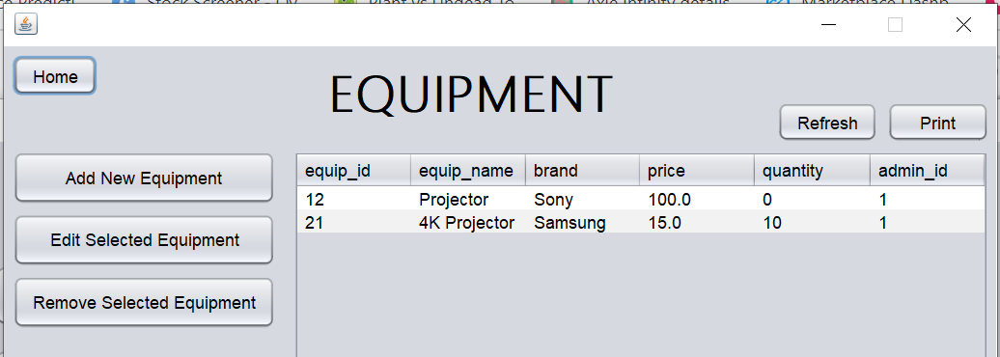 Stock Screener - Ov
Plant vs Undead To
Axie Infinity details
Marketplace Dashb
Home
EQUIPMENT
Refresh Print
Add New Equipment
Edit Selected Equipment
Remove Selected Equipment
equip_id equip_name brand price quantity admin_id
12 Projector Sony 100.0 0 1
21 4K Projector Samsung 15.0 10 1